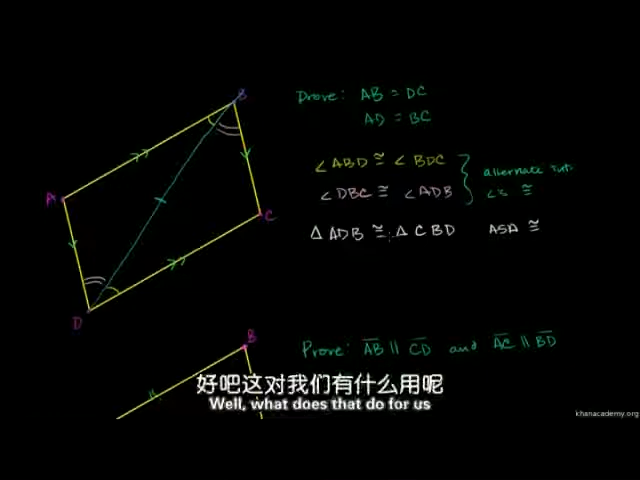 B
Prove: AB = DC
AD = BC
∠ABD ≅ ∠BDC
alternate int.
∠DBC ≅ ∠ADB
∠'s ≅
A
C
Δ ADB ≅ Δ CBD ASA ≅
D
B
Prove: AB || CD and AC || BD
好吧这对我们有什么用呢
Well, what does that do for us
khanacademy.org